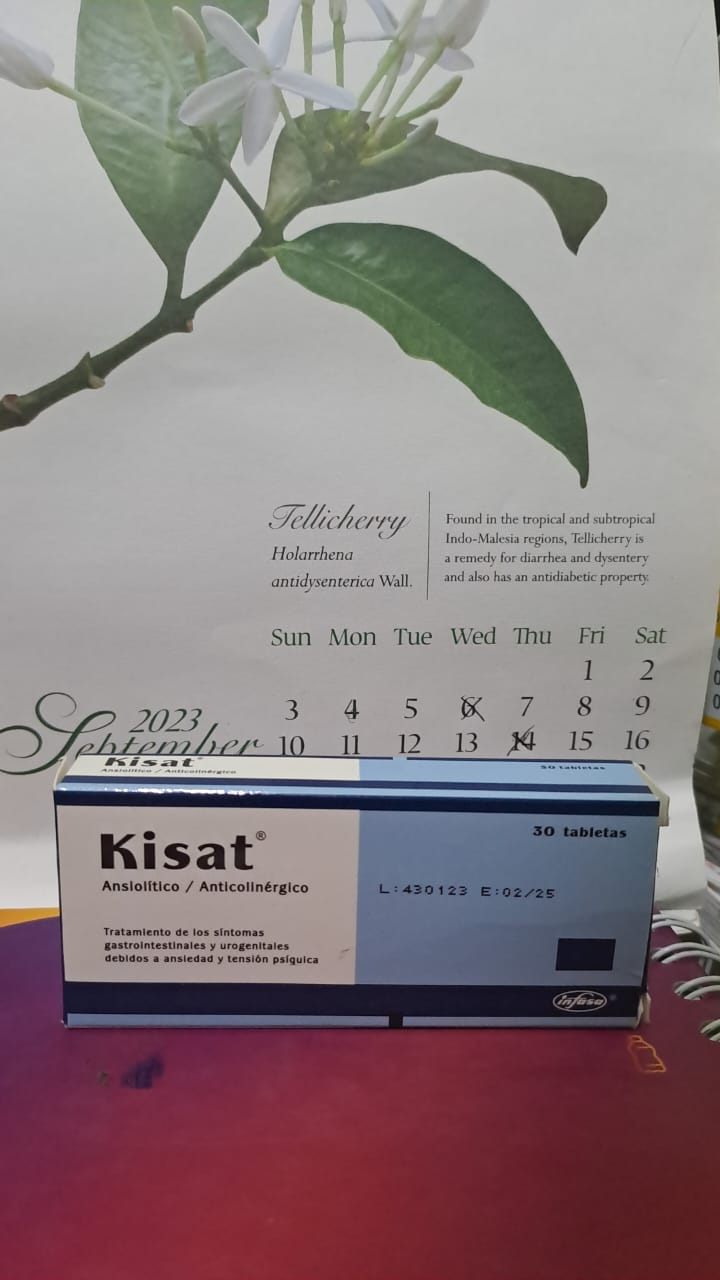 Tellicherry
Holarrhena
antidysenterica Wall.
Found in the tropical and subtropical
Indo-Malesia regions, Tellicherry is
a remedy for diarrhea and dysentery
and also has an antidiabetic property.
Sun Mon Tue Wed Thu Fri Sat
1 2
3 4 5 6 7 8 9
2023
September
10 11 12 13 14 15 16
Kisat
Ansiolítico / Anticolinérgico
30 tabletas
Kisat®
Ansiolítico / Anticolinérgico
30 tabletas
L:430123 E:02/25
Tratamiento de los síntomas
gastrointestinales y urogenitales
debidos a ansiedad y tensión psíquica
infasa®